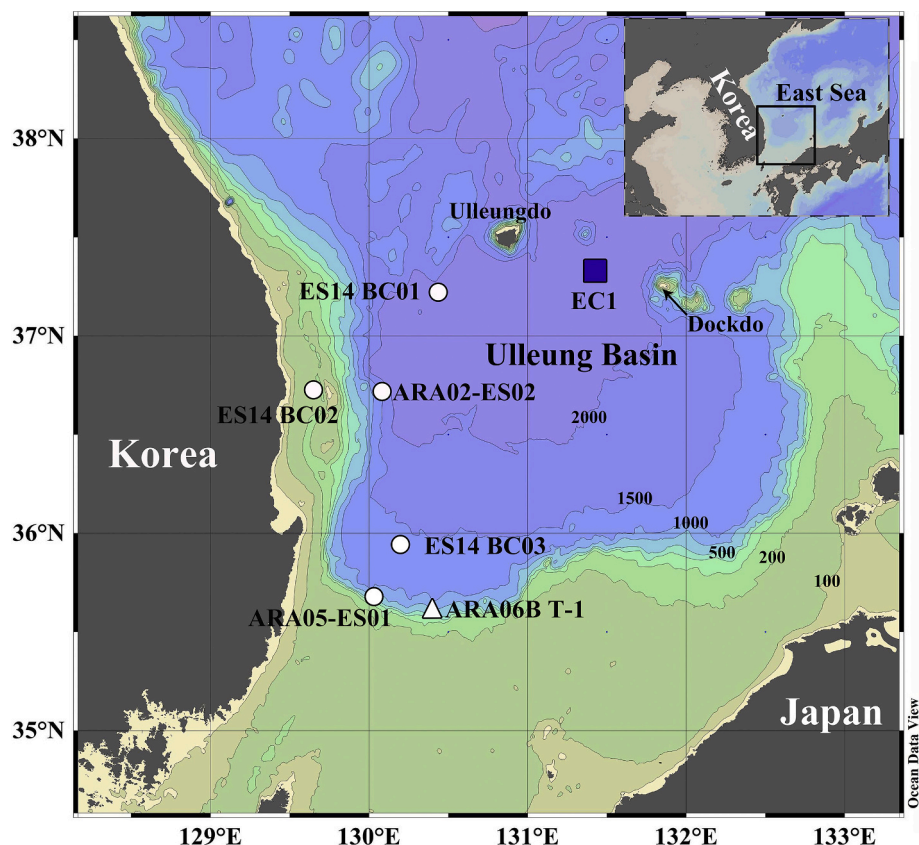 Korea
East Sea
38°N
Ulleungdo
ES14 BC01
EC1
37°N
Dockdo
Ulleung Basin
ES14 BC02
ARA02-ES02
2000
Korea
1500
36°N
1000
ES14 BC03
500
200
100
ARA05-ES01
ARA06B T-1
35°N
Japan
Ocean Data View
129°E
130°E
131°E
132°E
133°E